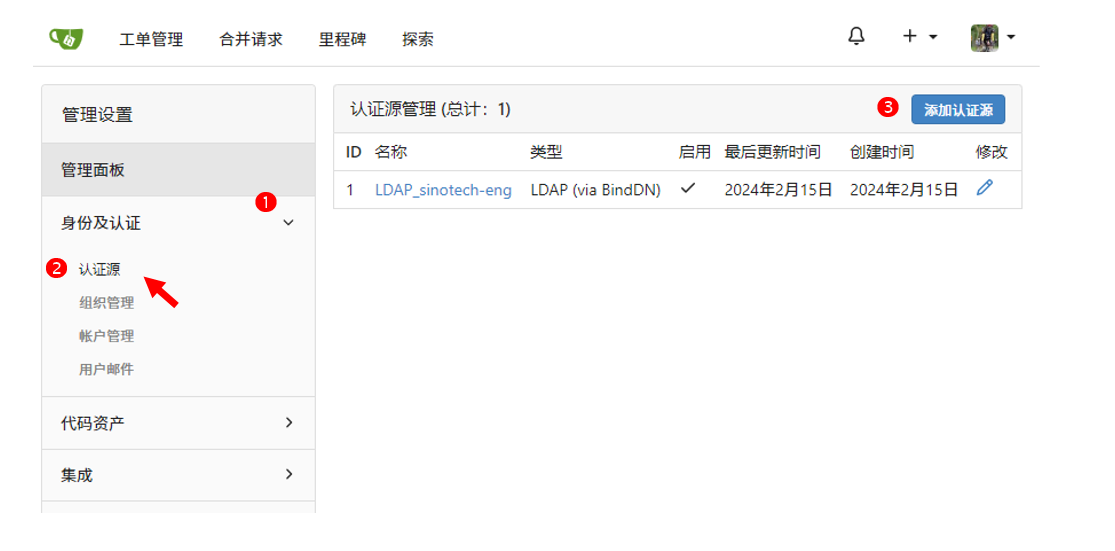 工单管理 合并请求 里程碑 探索
管理设置
管理面板
1
身份及认证
2 认证源
组织管理
帐户管理
用户邮件
代码资产
集成
认证源管理 (总计：1)
3 添加认证源
ID 名称 类型 启用 最后更新时间 创建时间 修改
1 LDAP_sinotech-eng LDAP (via BindDN) 2024年2月15日 2024年2月15日